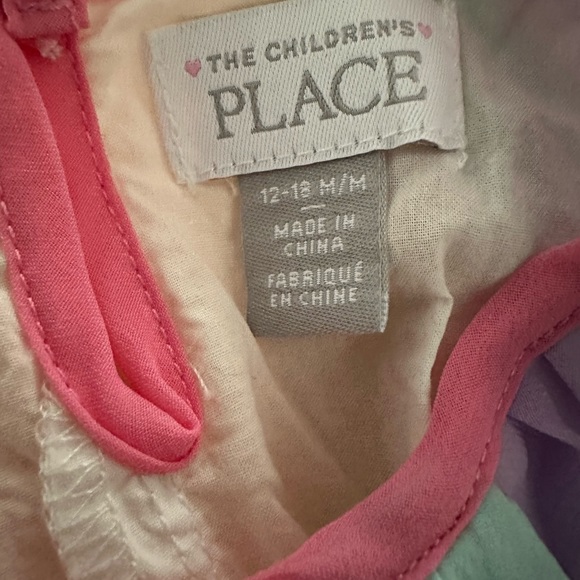 THE CHILDREN'S
PLACE
12-18 M/M
MADE IN
CHINA
FABRIQUÉ
EN CHINE